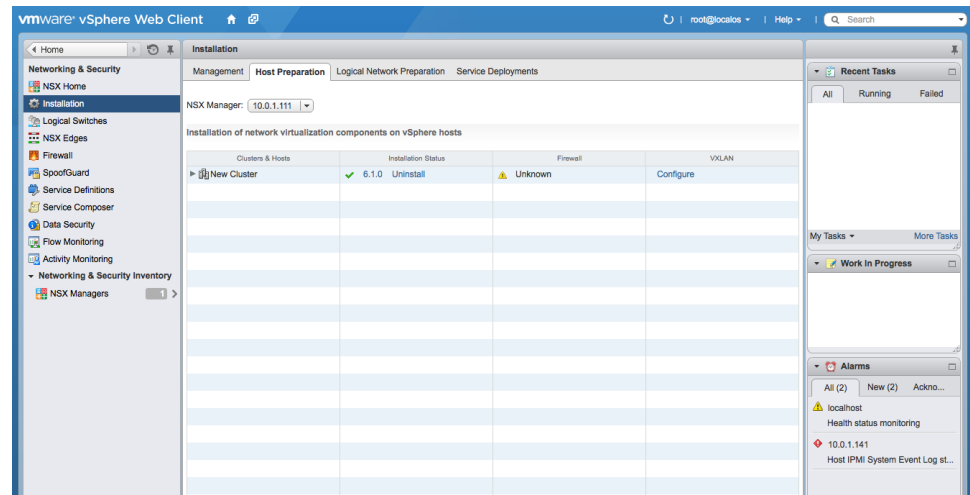 vmware® vSphere Web Client
root@localos
Help
Search
Home
Networking & Security
NSX Home
Installation
Logical Switches
NSX Edges
Firewall
SpoofGuard
Service Definitions
Service Composer
Data Security
Flow Monitoring
Activity Monitoring
Networking & Security Inventory
NSX Managers 1
Installation
Management Host Preparation Logical Network Preparation Service Deployments
NSX Manager: 10.0.1.111
Installation of network virtualization components on vSphere hosts
Clusters & Hosts Installation Status Firewall VXLAN
New Cluster 6.1.0 Uninstall Unknown Configure
Recent Tasks
All Running Failed
My Tasks More Tasks
Work In Progress
Alarms
All (2) New (2) Ackno...
localhost
Health status monitoring
10.0.1.141
Host IPMI System Event Log st...